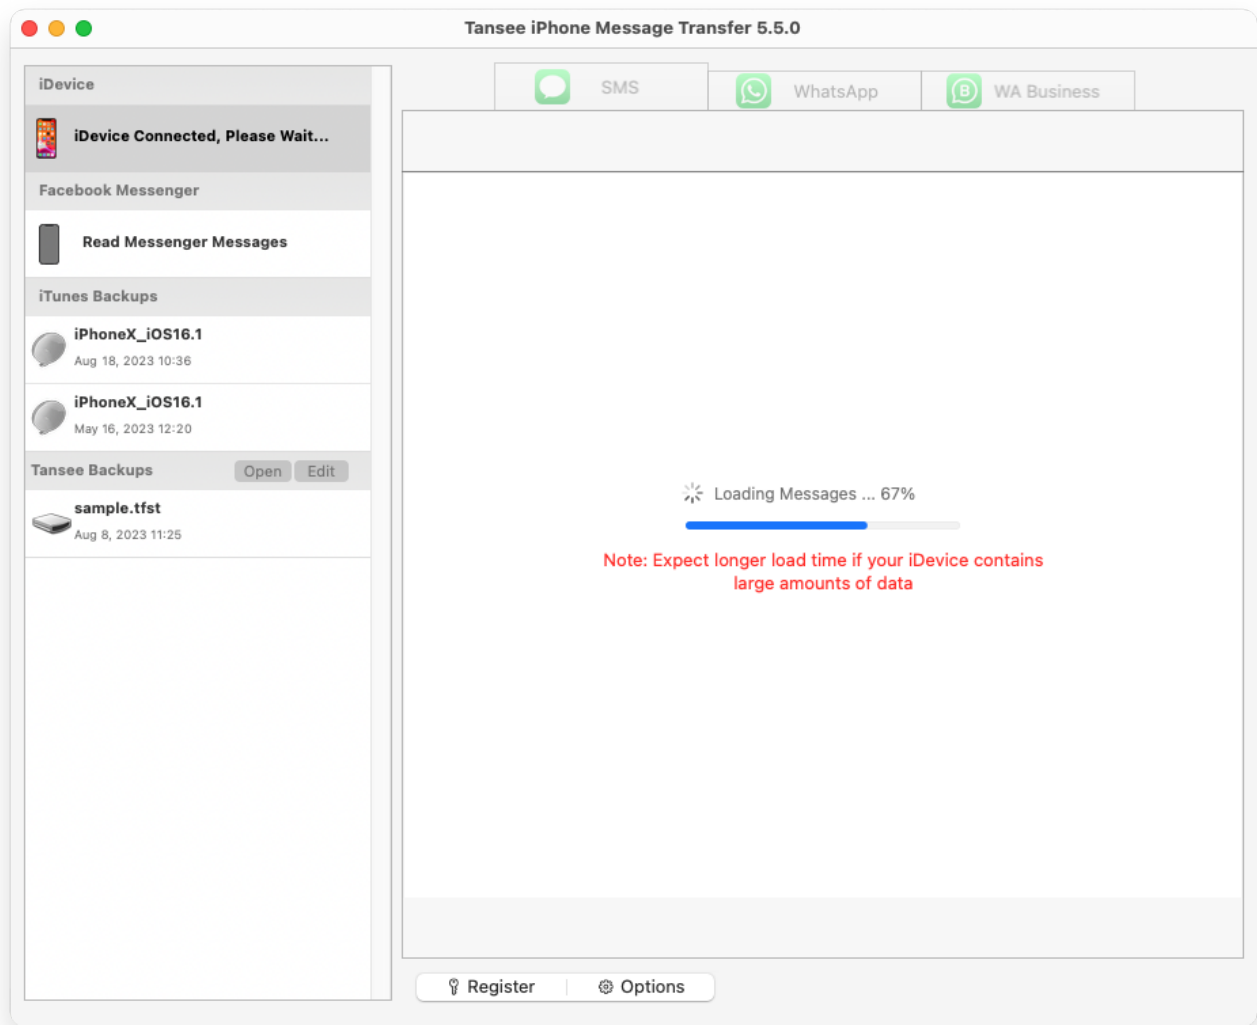 Tansee iPhone Message Transfer 5.5.0
iDevice
iDevice Connected, Please Wait...
Facebook Messenger
Read Messenger Messages
iTunes Backups
iPhoneX_iOS16.1
Aug 18, 2023 10:36
iPhoneX_iOS16.1
May 16, 2023 12:20
Tansee Backups Open Edit
sample.tfst
Aug 8, 2023 11:25
SMS WhatsApp WA Business
Loading Messages ... 67%
Note: Expect longer load time if your iDevice contains
large amounts of data
Register Options